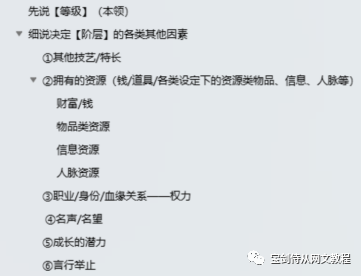 先说【等级】（本领）
细说决定【阶层】的各类其他因素
①其他技艺/特长
②拥有的资源（钱/道具/各类设定下的资源类物品、信息、人脉等）
财富/钱
物品类资源
信息资源
人脉资源
③职业/身份/血缘关系——权力
④名声/名望
⑤成长的潜力
⑥言行举止
宝剑侍从网文教程